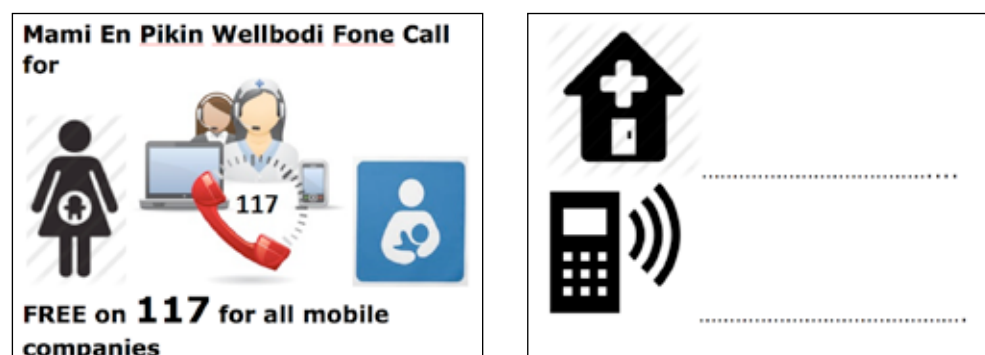 Mami En Pikin Wellbodi Fone Call
for
117
FREE on 117 for all mobile
companies